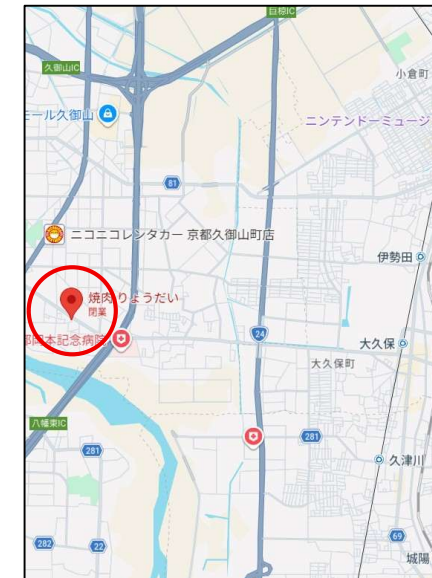 巨椋IC
久御山IC
小倉町
モール久御山
ニンテンドーミュージ
81
ニコニコレンタカー 京都久御山町店
伊勢田
焼肉 りょうだい
閉業
都岡本記念病院
24
大久保
大久保町
八幡東IC
281
281
久津川
282
22
69
城陽